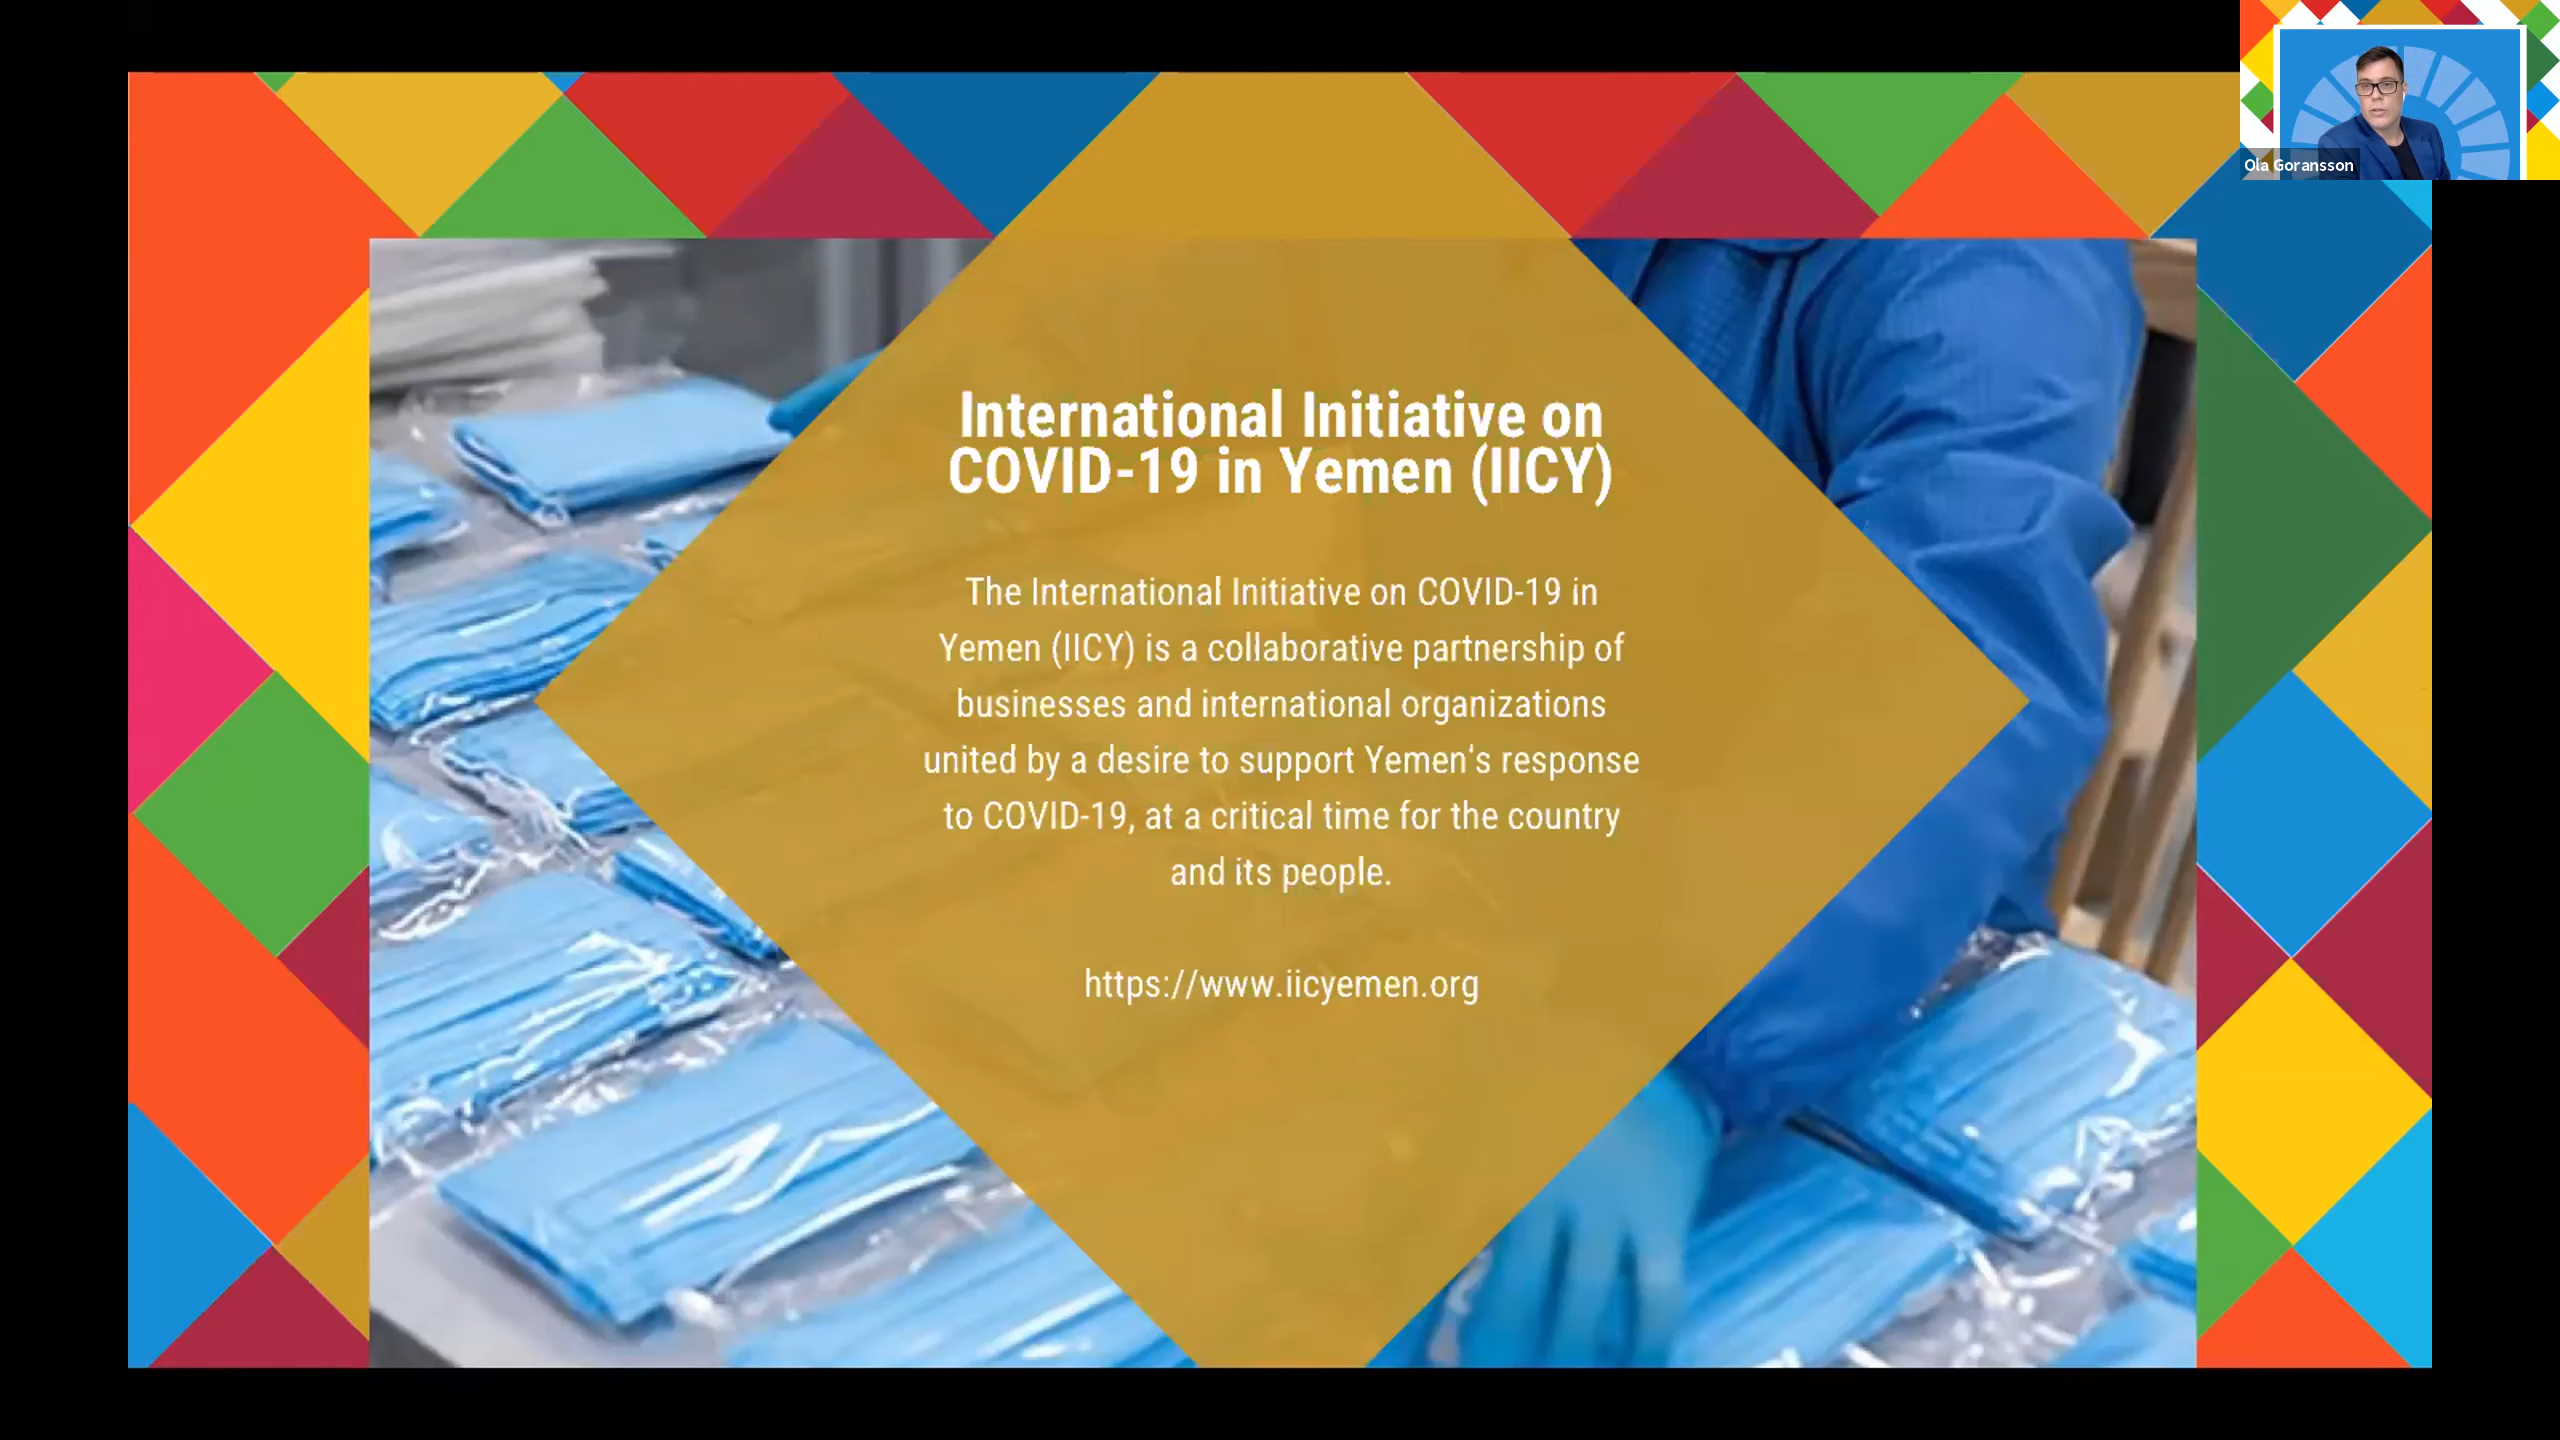 Ola Goransson
International Initiative on
COVID-19 in Yemen (IICY)
The International Initiative on COVID-19 in
Yemen (IICY) is a collaborative partnership of
businesses and international organizations
united by a desire to support Yemen's response
to COVID-19, at a critical time for the country
and its people.
https://www.iicyemen.org